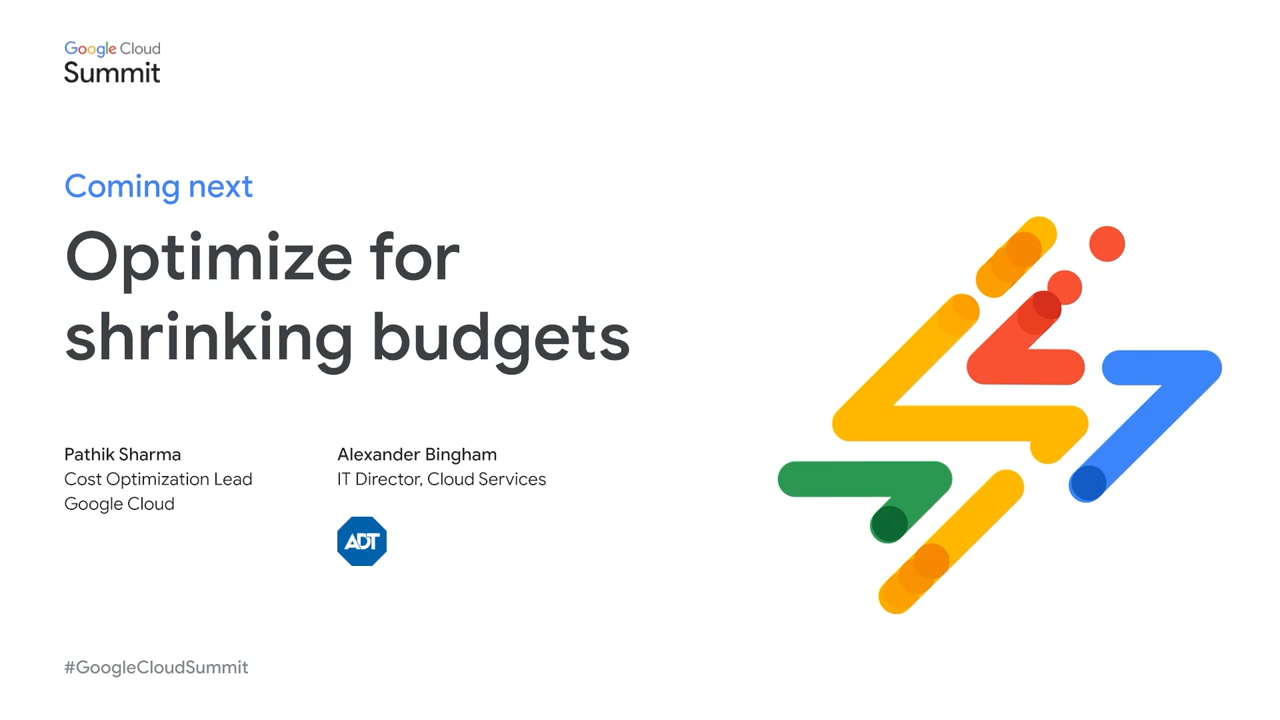 Google Cloud
Summit
Coming next
Optimize for
shrinking budgets
Pathik Sharma
Cost Optimization Lead
Google Cloud
Alexander Bingham
IT Director, Cloud Services
ADT
#GoogleCloudSummit